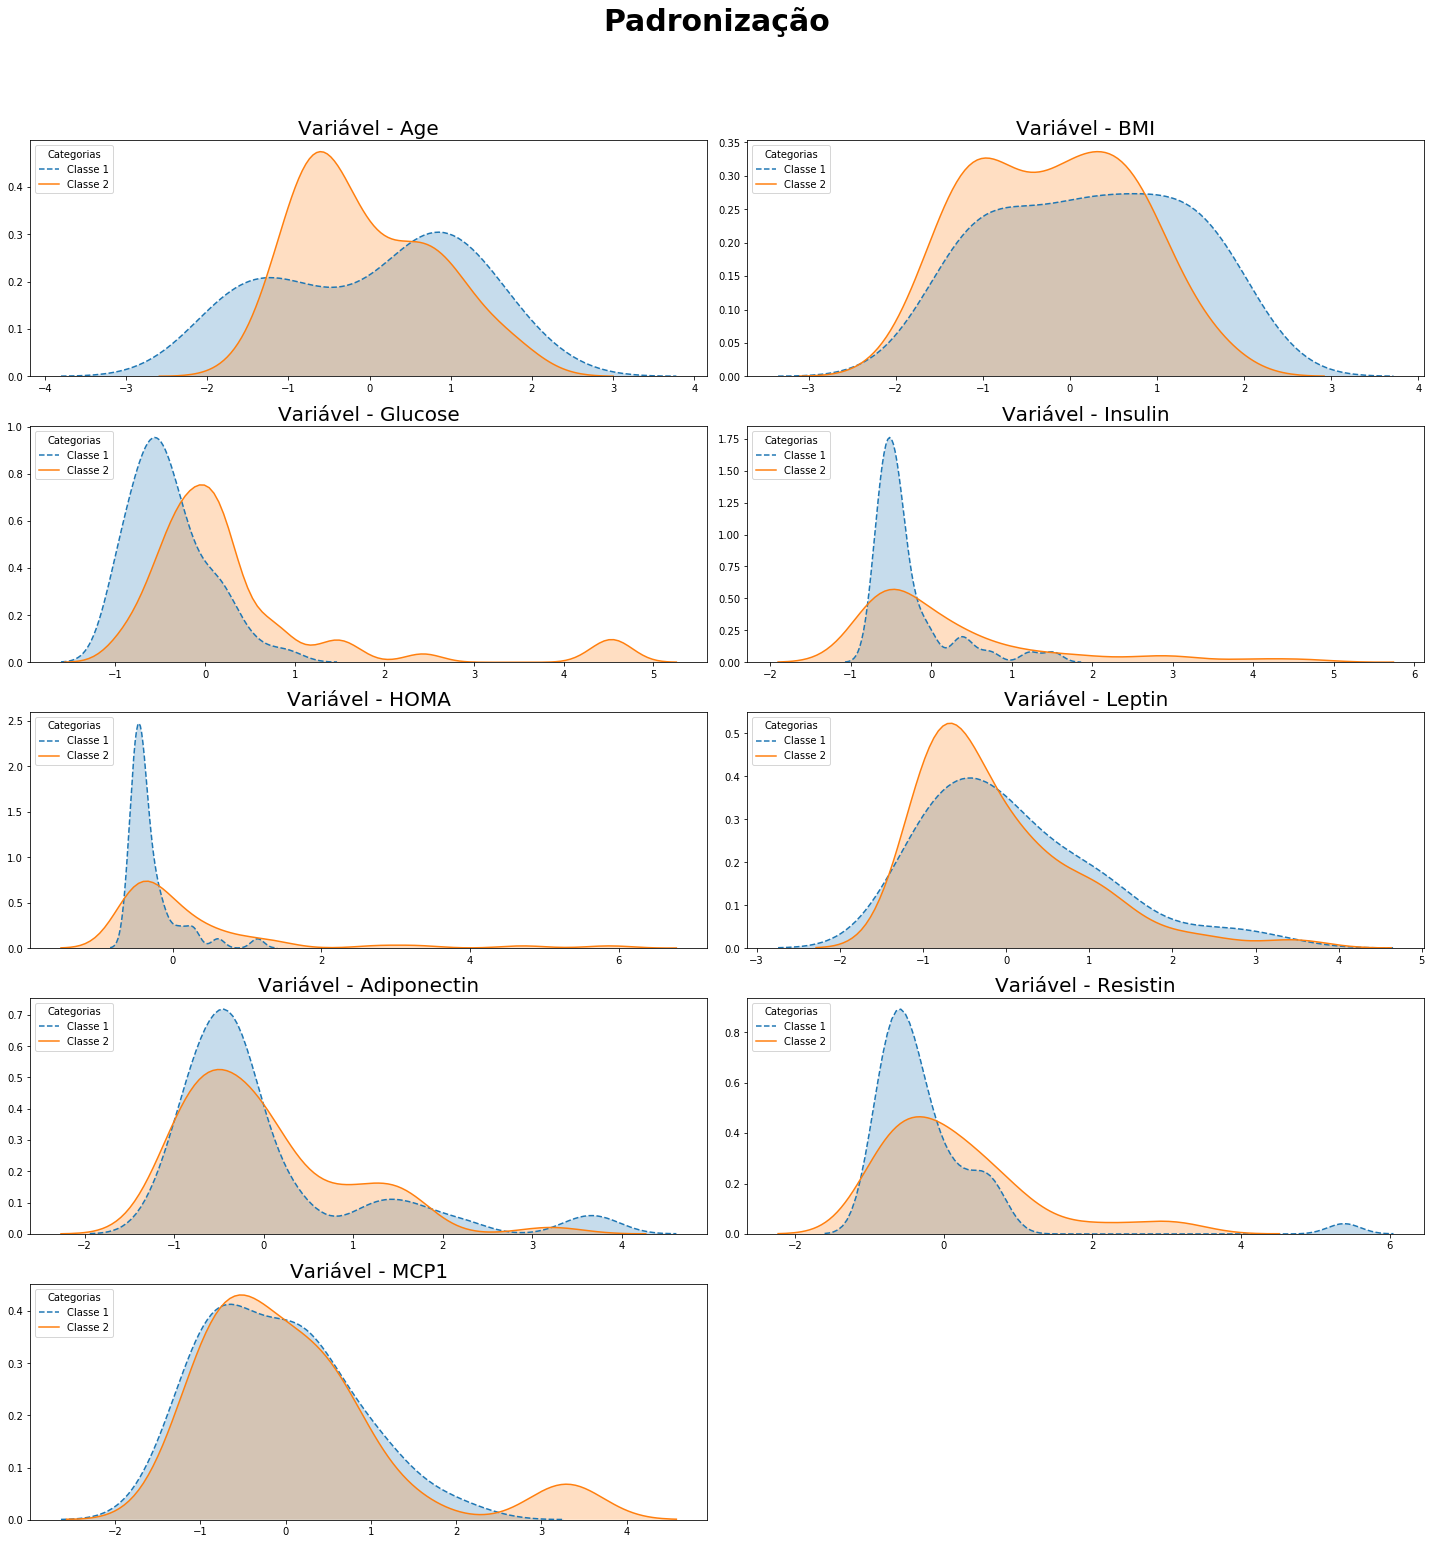 Padronização
Variável - Age
Categorias
Classe 1
Classe 2
0.4
0.3
0.2
0.1
0.0
−4 −3 −2 −1 0 1 2 3 4
Variável - BMI
Categorias
Classe 1
Classe 2
0.35
0.30
0.25
0.20
0.15
0.10
0.05
0.00
−3 −2 −1 0 1 2 3 4
Variável - Glucose
Categorias
Classe 1
Classe 2
1.0
0.8
0.6
0.4
0.2
0.0
−1 0 1 2 3 4 5
Variável - Insulin
Categorias
Classe 1
Classe 2
1.75
1.50
1.25
1.00
0.75
0.50
0.25
0.00
−2 −1 0 1 2 3 4 5 6
Variável - HOMA
Categorias
Classe 1
Classe 2
2.5
2.0
1.5
1.0
0.5
0.0
0 2 4 6
Variável - Leptin
Categorias
Classe 1
Classe 2
0.5
0.4
0.3
0.2
0.1
0.0
−3 −2 −1 0 1 2 3 4 5
Variável - Adiponectin
Categorias
Classe 1
Classe 2
0.7
0.6
0.5
0.4
0.3
0.2
0.1
0.0
−2 −1 0 1 2 3 4
Variável - Resistin
Categorias
Classe 1
Classe 2
0.8
0.6
0.4
0.2
0.0
−2 0 2 4 6
Variável - MCP1
Categorias
Classe 1
Classe 2
0.4
0.3
0.2
0.1
0.0
−2 −1 0 1 2 3 4